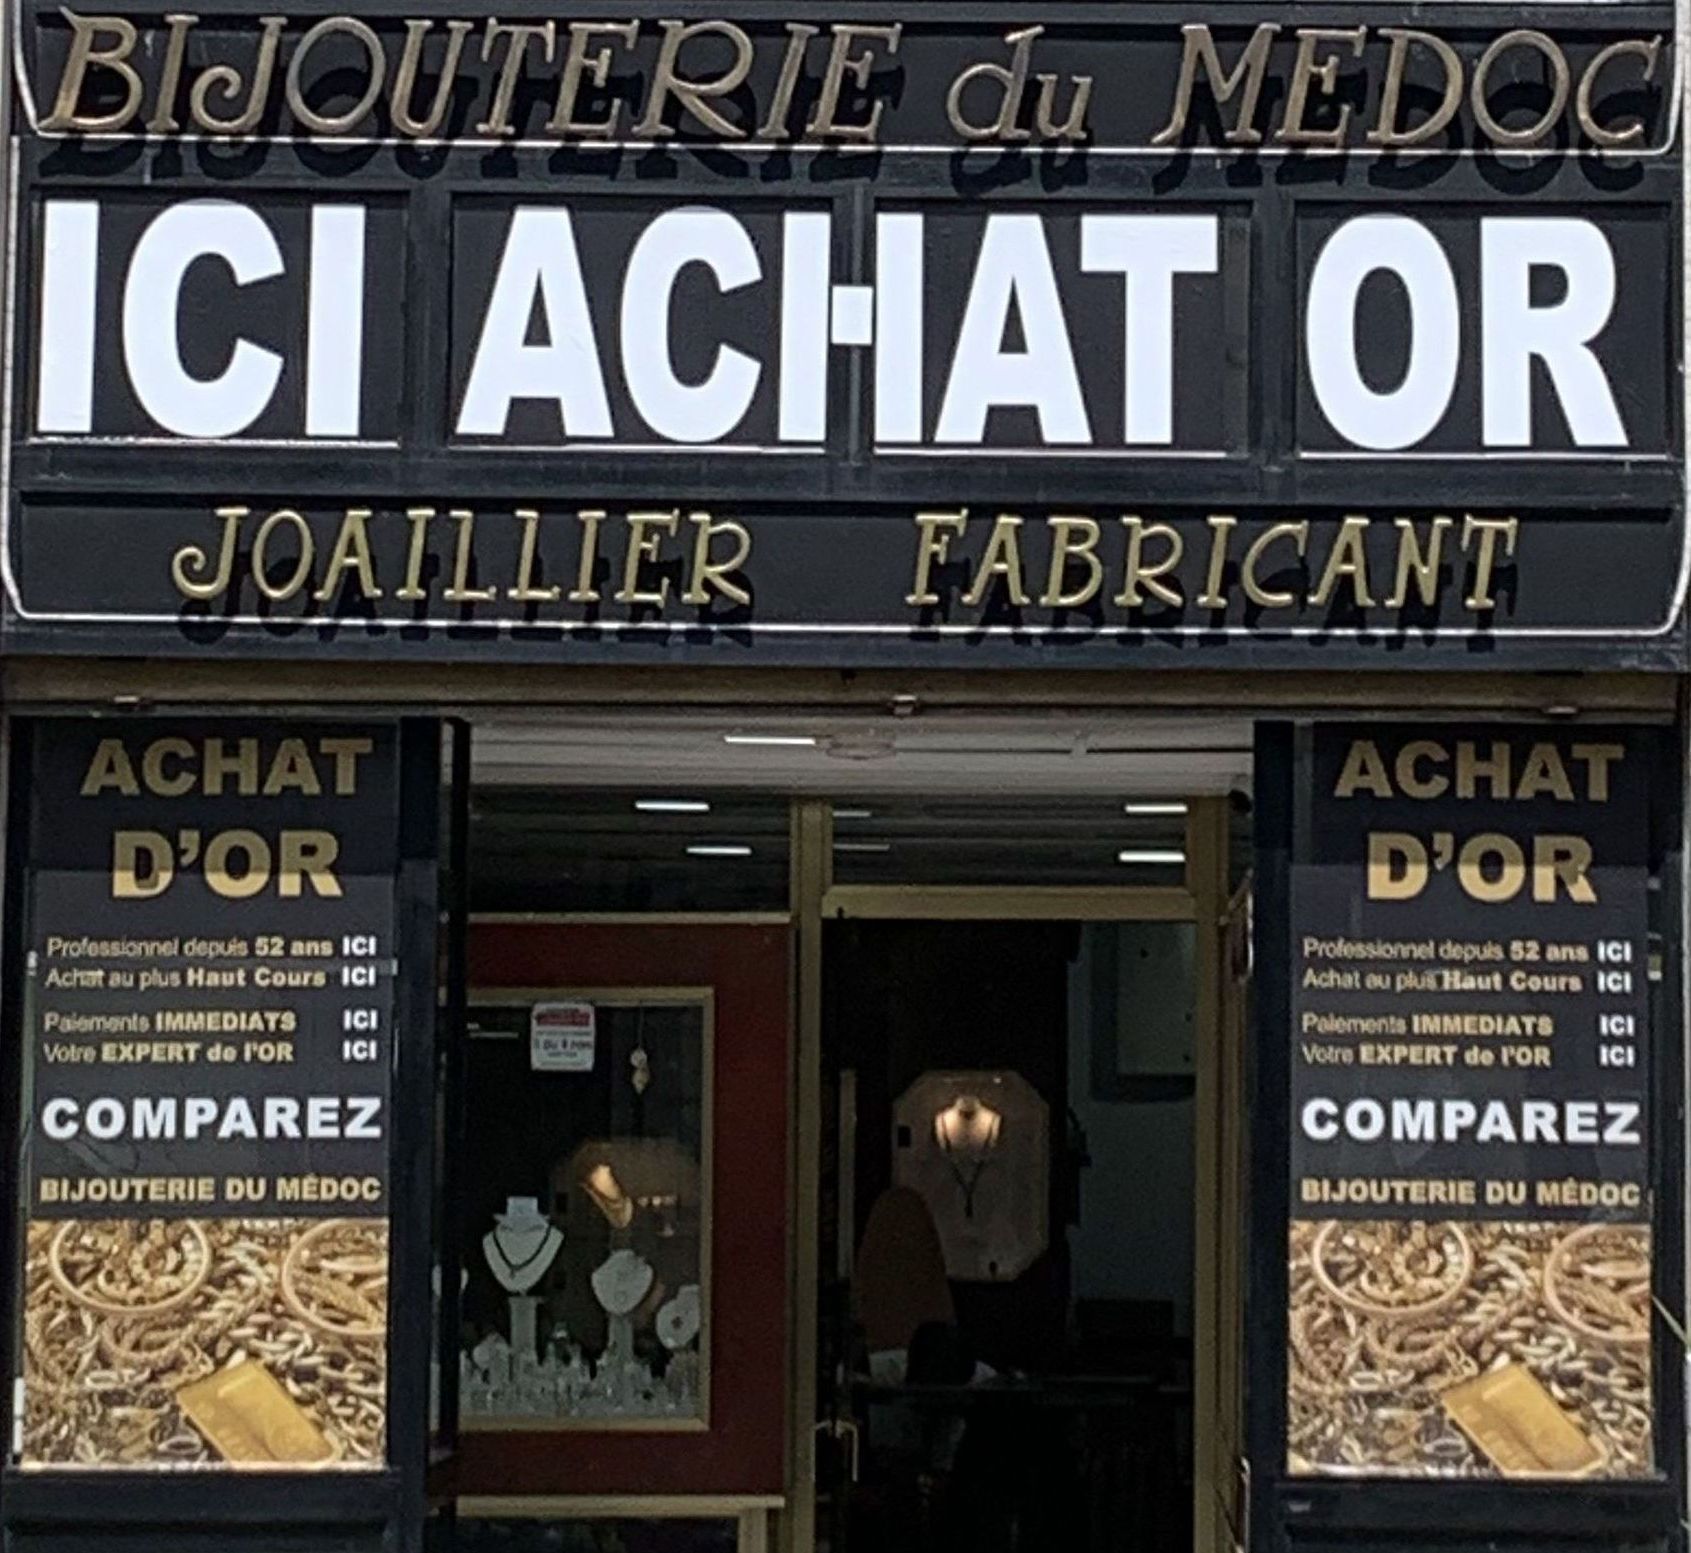 BIJOUTERIE du MEDOC
ICI ACHAT OR
JOAILLIER FABRICANT
ACHAT
D'OR
Professionnel depuis 52 ans ICI
Achat au plus Haut Cours ICI
Paiements IMMEDIATS ICI
Votre EXPERT de l'OR ICI
COMPAREZ
BIJOUTERIE DU MÉDOC
ACHAT
D'OR
Professionnel depuis 52 ans ICI
Achat au plus Haut Cours ICI
Paiements IMMEDIATS ICI
Votre EXPERT de l'OR ICI
COMPAREZ
BIJOUTERIE DU MÉDOC